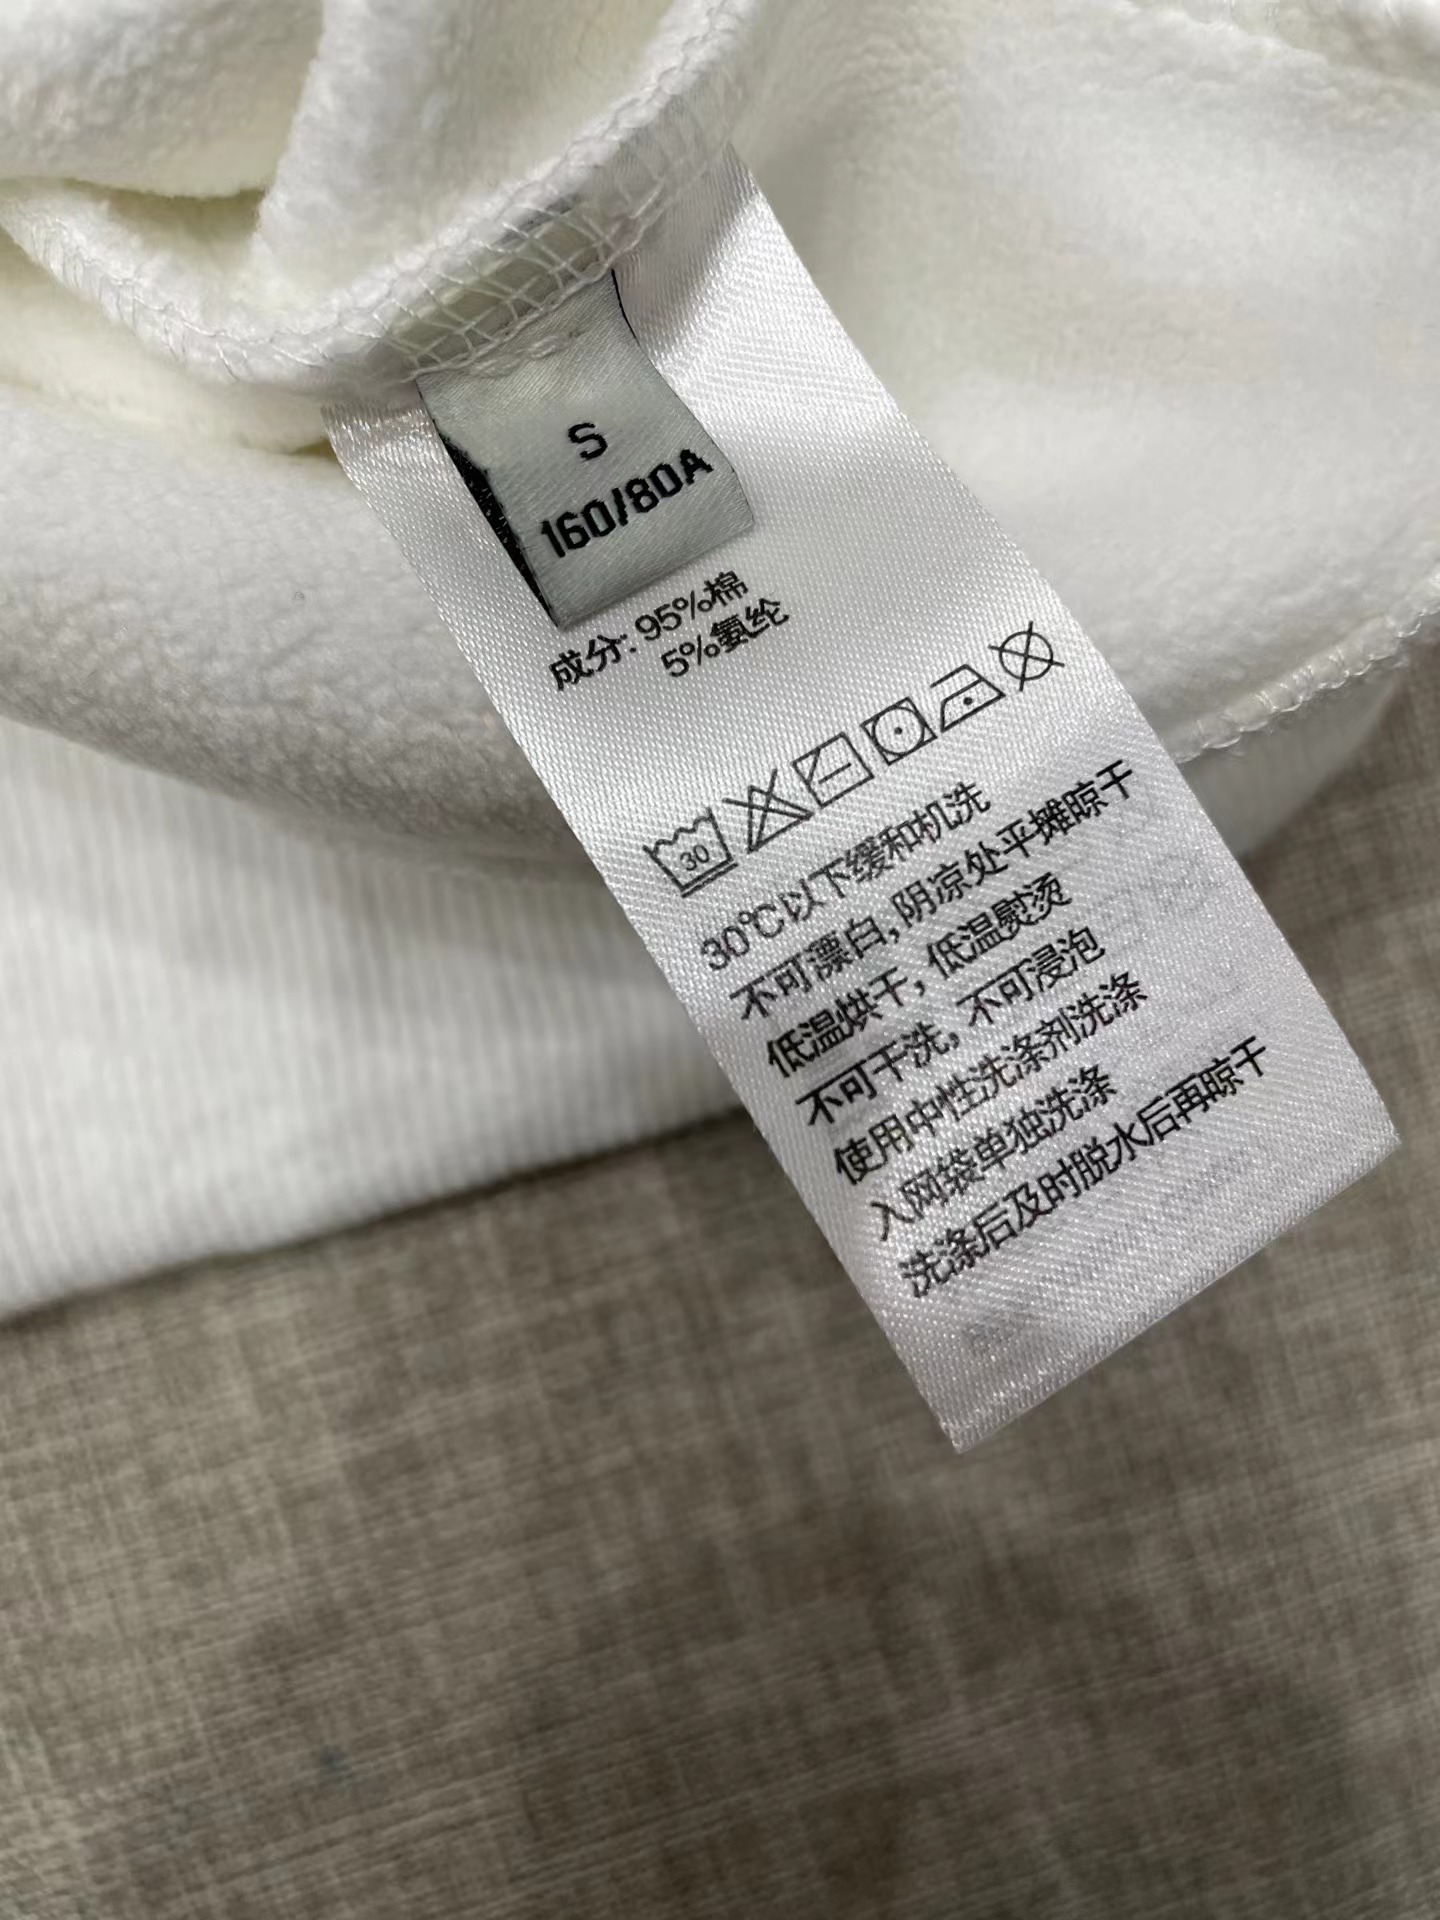 S
160/80A
成分: 95%棉
5%氨纶
30
30℃以下缓和机洗
不可漂白, 阴凉处平摊晾干
低温烘干, 低温熨烫
不可干洗, 不可浸泡
使用中性洗涤剂洗涤
入网袋单独洗涤
洗涤后及时脱水后再晾干